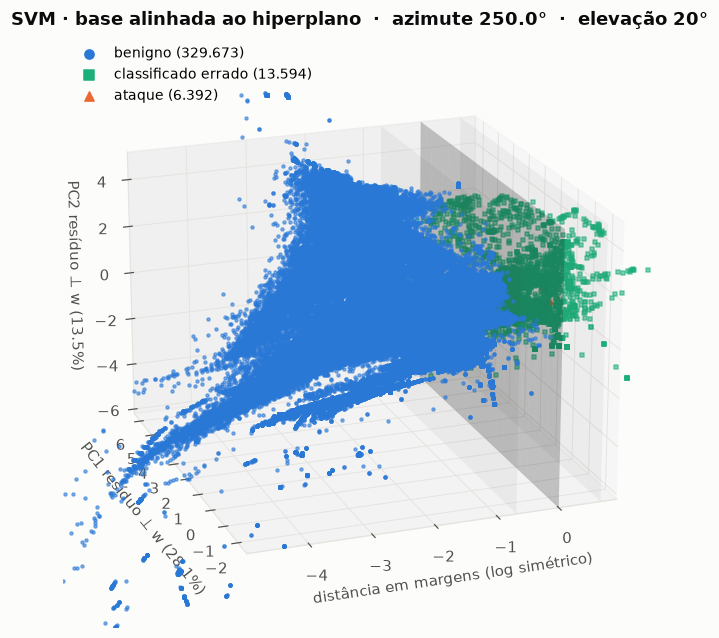 SVM · base alinhada ao hiperplano · azimute 250.0° · elevação 20°
benigno (329.673)
classificado errado (13.594)
ataque (6.392)
PC2 resíduo ⊥ w (13.5%)
4
2
0
−2
−4
−6
PC1 resíduo ⊥ w (28.1%)
6
5
4
3
2
1
0
−1
−2
−4
−3
−2
−1
0
distância em margens (log simétrico)